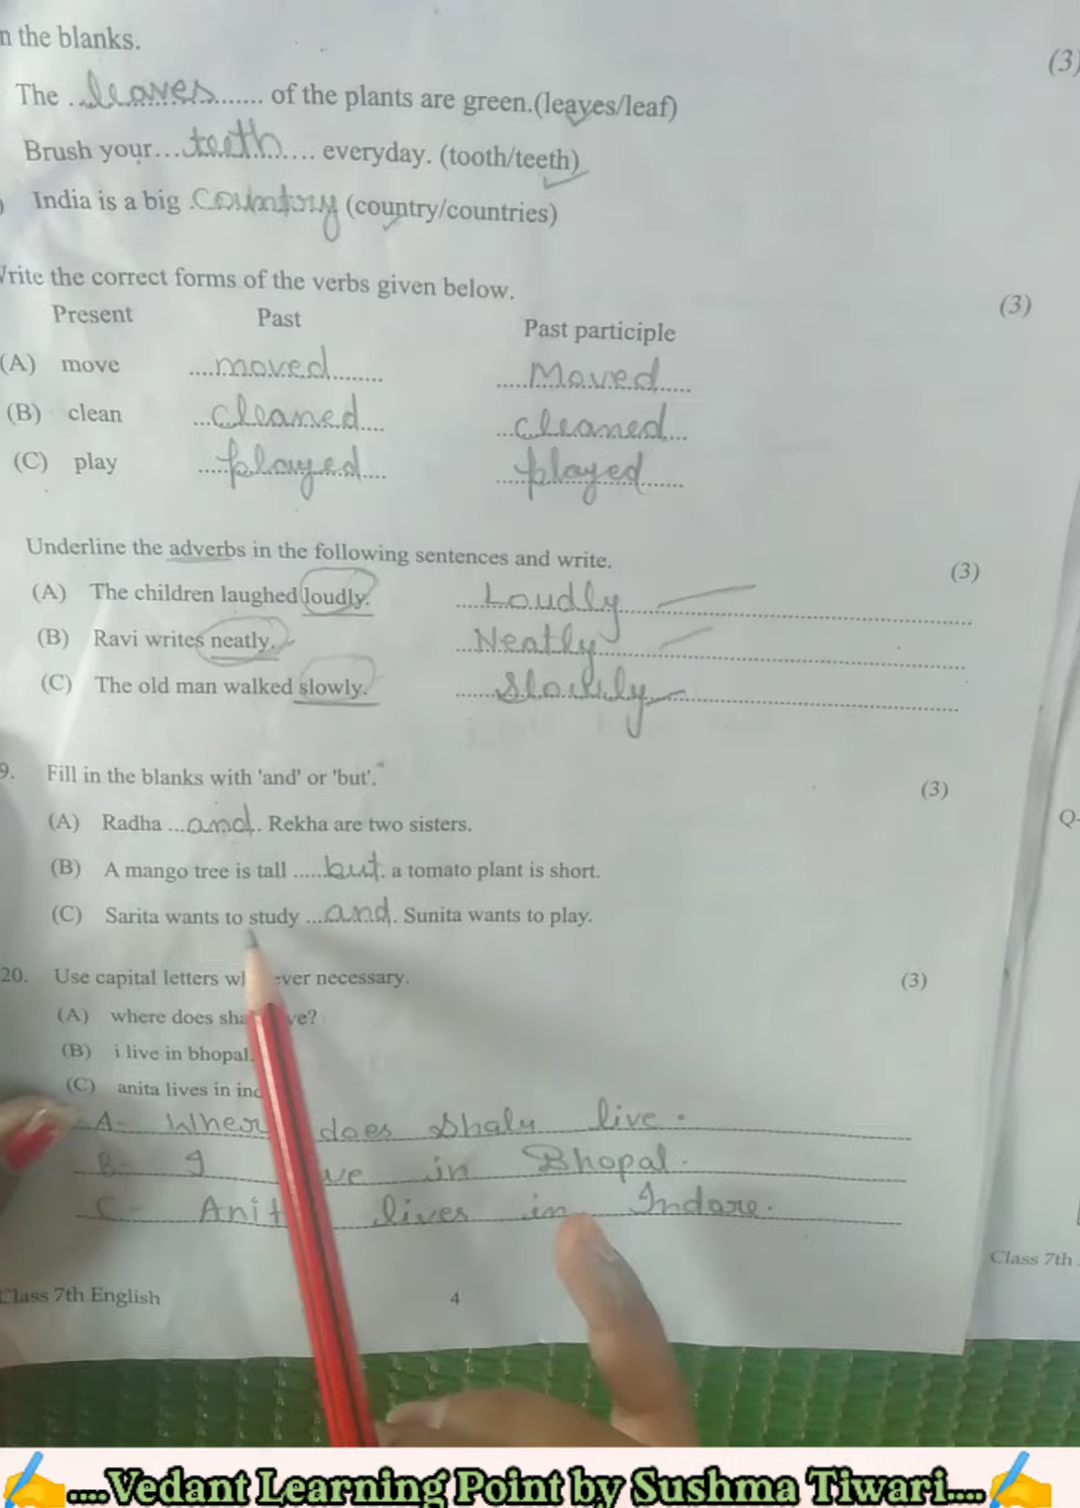 n the blanks.
(3)
The ..leaves....... of the plants are green.(leaves/leaf)
Brush your...teeth.... everyday. (tooth/teeth)
India is a big .country (country/countries)
Write the correct forms of the verbs given below.
(3)
Present Past Past participle
(A) move ....moved........ .....Moved.....
(B) clean ...cleaned.... ...cleaned...
(C) play .....played.... .....played......
Underline the adverbs in the following sentences and write.
(3)
(A) The children laughed loudly. Loudly
(B) Ravi writes neatly. Neatly
(C) The old man walked slowly. Slowly
9. Fill in the blanks with 'and' or 'but'.
(3)
(A) Radha ...and. Rekha are two sisters.
(B) A mango tree is tall .....but. a tomato plant is short.
(C) Sarita wants to study ...and. Sunita wants to play.
20. Use capital letters wh ever necessary.
(3)
(A) where does sha ve?
(B) i live in bhopal.
(C) anita lives in ind
A- Wher does Shalu live.
B- I ve in Bhopal.
C- Anit lives in Indore.
Class 7th English
4
Q-
Class 7th
....Vedant Learning Point by Sushma Tiwari....